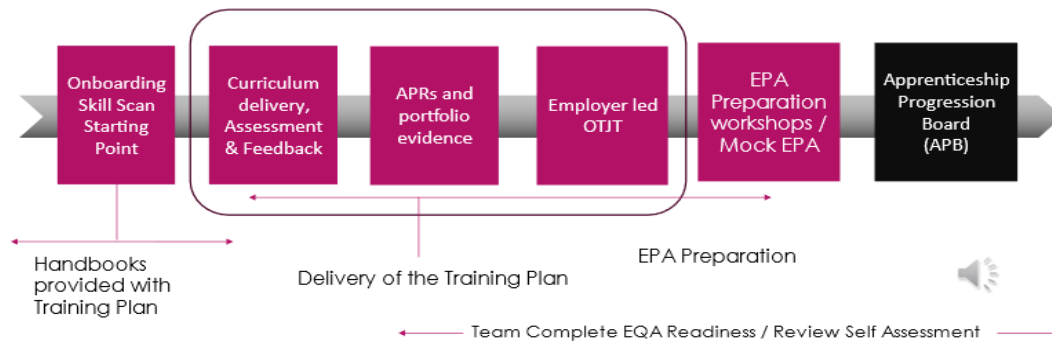 Onboarding
Skill Scan
Starting
Point
Curriculum
delivery,
Assessment
& Feedback
APRs and
portfolio
evidence
Employer led
OTJT
EPA
Preparation
workshops /
Mock EPA
Apprenticeship
Progression
Board
(APB)
Handbooks
provided with
Training Plan
Delivery of the Training Plan
EPA Preparation
Team Complete EQA Readiness / Review Self Assessment